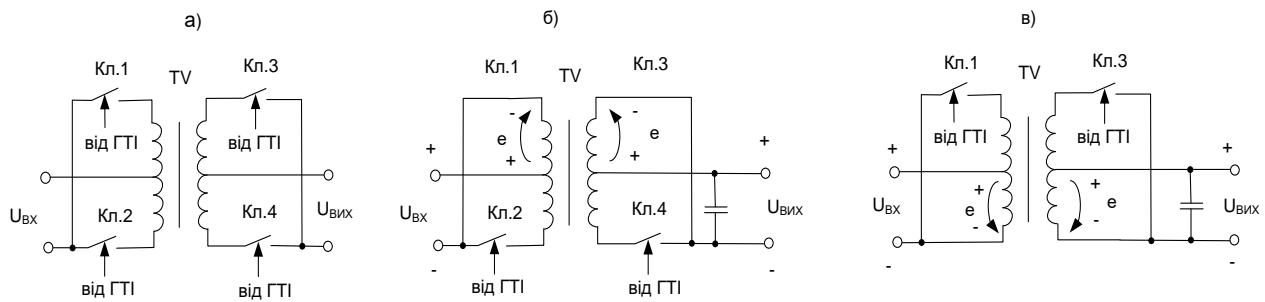 а)
Кл.1
TV
Кл.3
від ГТІ
від ГТІ
UВХ
Кл.2
Кл.4
UВИХ
від ГТІ
від ГТІ
б)
Кл.1
TV
Кл.3
-
e
+
-
e
+
+
+
UВХ
Кл.2
Кл.4
UВИХ
-
-
від ГТІ
від ГТІ
в)
Кл.1
TV
Кл.3
від ГТІ
від ГТІ
+
+
UВХ
+
e
-
+
e
-
UВИХ
-
-